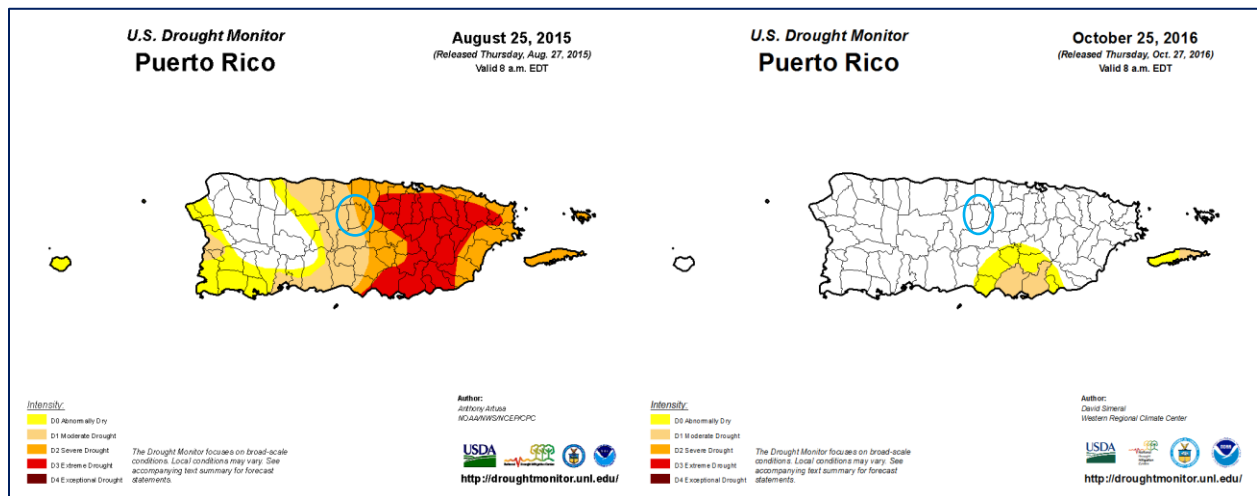 U.S. Drought Monitor
Puerto Rico
August 25, 2015
(Released Thursday, Aug. 27, 2015)
Valid 8 a.m. EDT
Intensity:
D0 Abnormally Dry
D1 Moderate Drought
D2 Severe Drought
D3 Extreme Drought
D4 Exceptional Drought
The Drought Monitor focuses on broad-scale
conditions. Local conditions may vary. See
accompanying text summary for forecast
statements.
Author:
Anthony Artusa
NOAA/NWS/NCEP/CPC
USDA
http://droughtmonitor.unl.edu/
U.S. Drought Monitor
Puerto Rico
October 25, 2016
(Released Thursday, Oct. 27, 2016)
Valid 8 a.m. EDT
Intensity:
D0 Abnormally Dry
D1 Moderate Drought
D2 Severe Drought
D3 Extreme Drought
D4 Exceptional Drought
The Drought Monitor focuses on broad-scale
conditions. Local conditions may vary. See
accompanying text summary for forecast
statements.
Author:
David Simeral
Western Regional Climate Center
USDA
http://droughtmonitor.unl.edu/